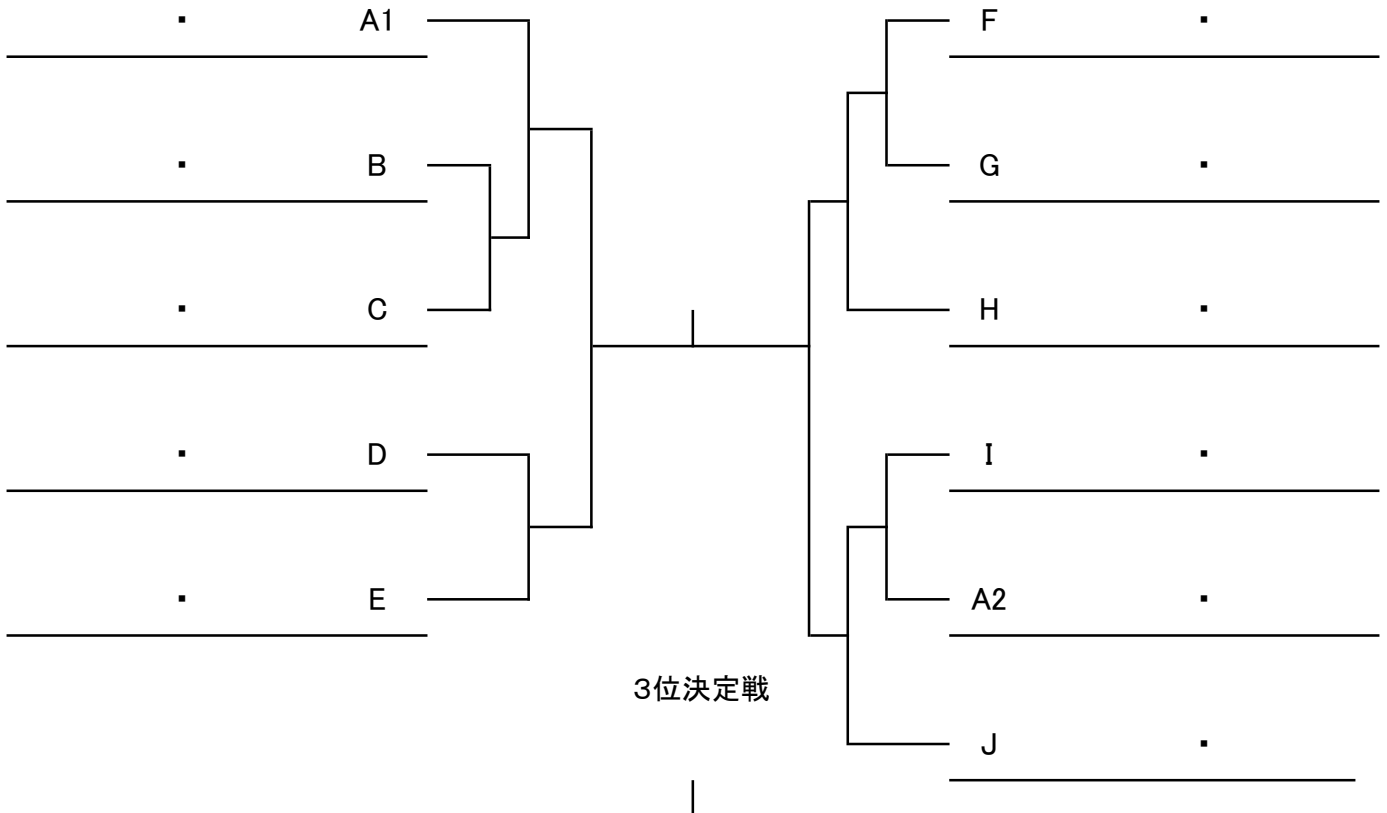 ・ A1 F ・
・ B G ・
・ C H ・
・ D I ・
・ E A2 ・
3位決定戦
J ・